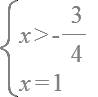 x > - 3/4
x = 1